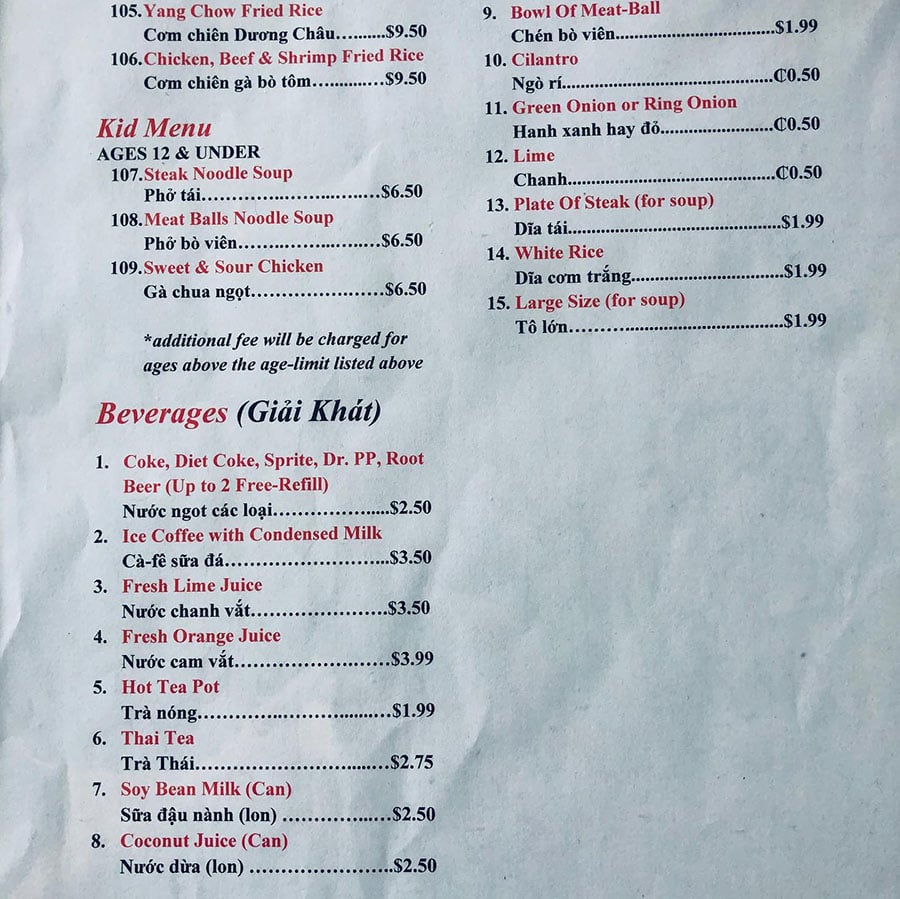 105.Yang Chow Fried Rice
Cơm chiên Dương Châu……...$9.50
106.Chicken, Beef & Shrimp Fried Rice
Cơm chiên gà bò tôm…...……$9.50
Kid Menu
AGES 12 & UNDER
107.Steak Noodle Soup
Phở tái……………..…..………$6.50
108.Meat Balls Noodle Soup
Phở bò viên………..……..……$6.50
109.Sweet & Sour Chicken
Gà chua ngọt……………….…$6.50
*additional fee will be charged for
ages above the age-limit listed above
Beverages (Giải Khát)
1. Coke, Diet Coke, Sprite, Dr. PP, Root
Beer (Up to 2 Free-Refill)
Nước ngot các loại……………....$2.50
2. Ice Coffee with Condensed Milk
Cà-fê sữa đá…………………...$3.50
3. Fresh Lime Juice
Nước chanh vắt………………….$3.50
4. Fresh Orange Juice
Nước cam vắt……………………$3.99
5. Hot Tea Pot
Trà nóng………..………….......…$1.99
6. Thai Tea
Trà Thái……………………....…$2.75
7. Soy Bean Milk (Can)
Sữa đậu nành (lon) …………..…$2.50
8. Coconut Juice (Can)
Nước dừa (lon) …………………..$2.50
9. Bowl Of Meat-Ball
Chén bò viên.......................................$1.99
10. Cilantro
Ngò rí..................................................₵0.50
11. Green Onion or Ring Onion
Hanh xanh hay đỏ...........................₵0.50
12. Lime
Chanh.................................................₵0.50
13. Plate Of Steak (for soup)
Dĩa tái..................................................$1.99
14. White Rice
Dĩa cơm trắng....................................$1.99
15. Large Size (for soup)
Tô lớn………......................................$1.99